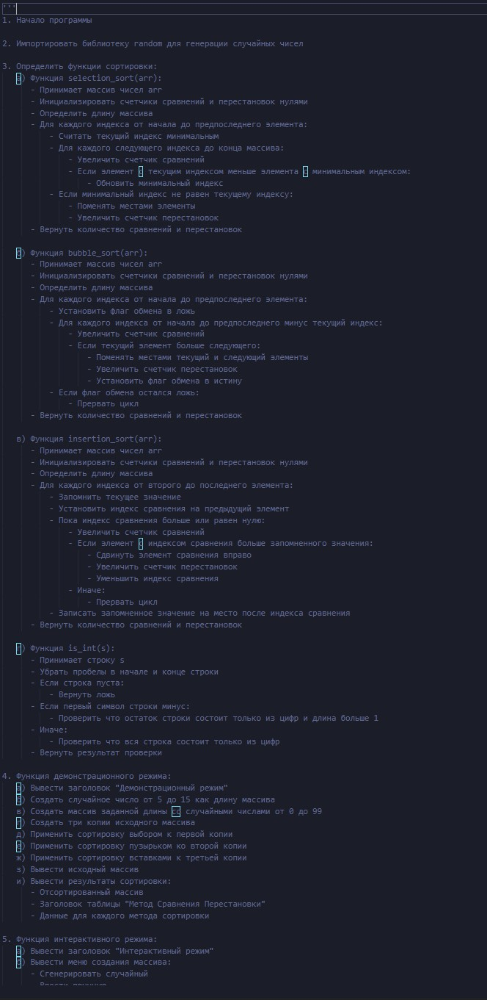 '''
1. Начало программы
2. Импортировать библиотеку random для генерации случайных чисел
3. Определить функции сортировки:
а) Функция selection_sort(arr):
- Принимает массив чисел arr
- Инициализировать счетчики сравнений и перестановок нулями
- Определить длину массива
- Для каждого индекса от начала до предпоследнего элемента:
- Считать текущий индекс минимальным
- Для каждого следующего индекса до конца массива:
- Увеличить счетчик сравнений
- Если элемент с текущим индексом меньше элемента с минимальным индексом:
- Обновить минимальный индекс
- Если минимальный индекс не равен текущему индексу:
- Поменять местами элементы
- Увеличить счетчик перестановок
- Вернуть количество сравнений и перестановок
б) Функция bubble_sort(arr):
- Принимает массив чисел arr
- Инициализировать счетчики сравнений и перестановок нулями
- Определить длину массива
- Для каждого индекса от начала до предпоследнего элемента:
- Установить флаг обмена в ложь
- Для каждого индекса от начала до предпоследнего минус текущий индекс:
- Увеличить счетчик сравнений
- Если текущий элемент больше следующего:
- Поменять местами текущий и следующий элементы
- Увеличить счетчик перестановок
- Установить флаг обмена в истину
- Если флаг обмена остался ложь:
- Прервать цикл
- Вернуть количество сравнений и перестановок
в) Функция insertion_sort(arr):
- Принимает массив чисел arr
- Инициализировать счетчики сравнений и перестановок нулями
- Определить длину массива
- Для каждого индекса от второго до последнего элемента:
- Запомнить текущее значение
- Установить индекс сравнения на предыдущий элемент
- Пока индекс сравнения больше или равен нулю:
- Увеличить счетчик сравнений
- Если элемент с индексом сравнения больше запомненного значения:
- Сдвинуть элемент сравнения вправо
- Увеличить счетчик перестановок
- Уменьшить индекс сравнения
- Иначе:
- Прервать цикл
- Записать запомненное значение на место после индекса сравнения
- Вернуть количество сравнений и перестановок
г) Функция is_int(s):
- Принимает строку s
- Убрать пробелы в начале и конце строки
- Если строка пуста:
- Вернуть ложь
- Если первый символ строки минус:
- Проверить что остаток строки состоит только из цифр и длина больше 1
- Иначе:
- Проверить что вся строка состоит только из цифр
- Вернуть результат проверки
4. Функция демонстрационного режима:
а) Вывести заголовок "Демонстрационный режим"
б) Создать случайное число от 5 до 15 как длину массива
в) Создать массив заданной длины со случайными числами от 0 до 99
г) Создать три копии исходного массива
д) Применить сортировку выбором к первой копии
е) Применить сортировку пузырьком ко второй копии
ж) Применить сортировку вставками к третьей копии
з) Вывести исходный массив
и) Вывести результаты сортировки:
- Отсортированный массив
- Заголовок таблицы "Метод Сравнения Перестановки"
- Данные для каждого метода сортировки
5. Функция интерактивного режима:
а) Вывести заголовок "Интерактивный режим"
б) Вывести меню создания массива:
- Сгенерировать случайный